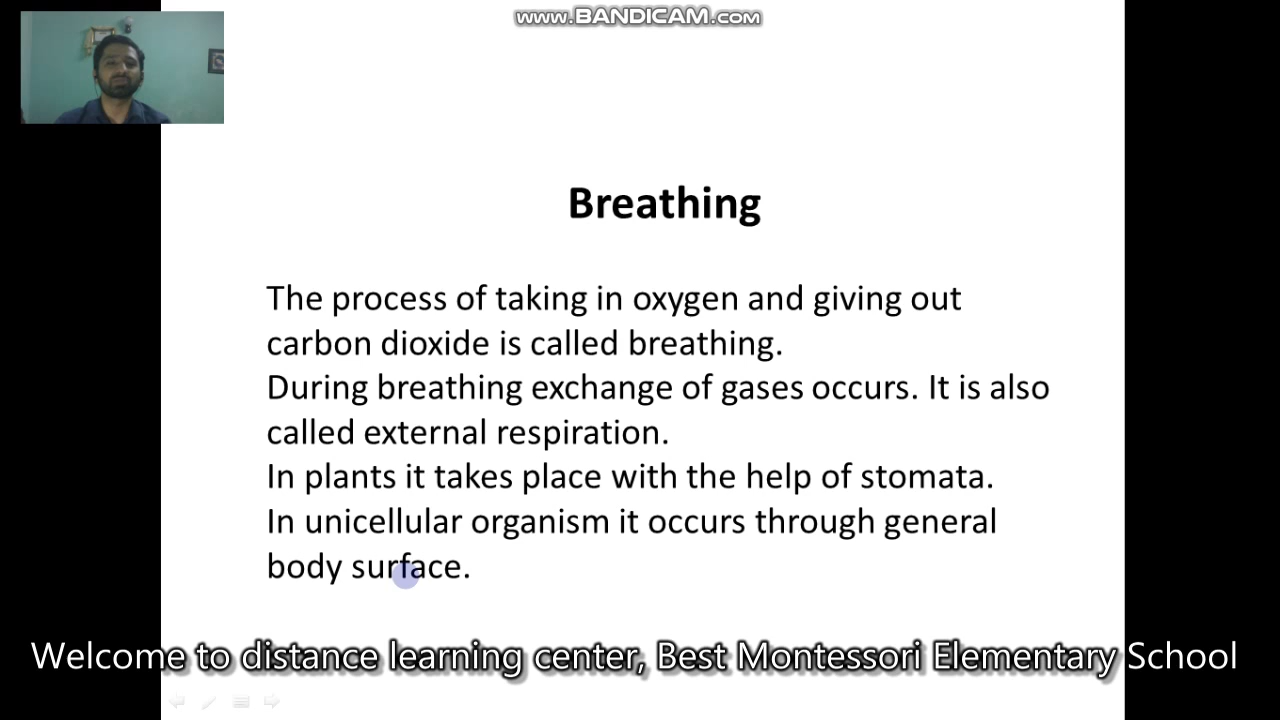 www.BANDICAM.com
Breathing
The process of taking in oxygen and giving out
carbon dioxide is called breathing.
During breathing exchange of gases occurs. It is also
called external respiration.
In plants it takes place with the help of stomata.
In unicellular organism it occurs through general
body surface.
Welcome to distance learning center, Best Montessori Elementary School